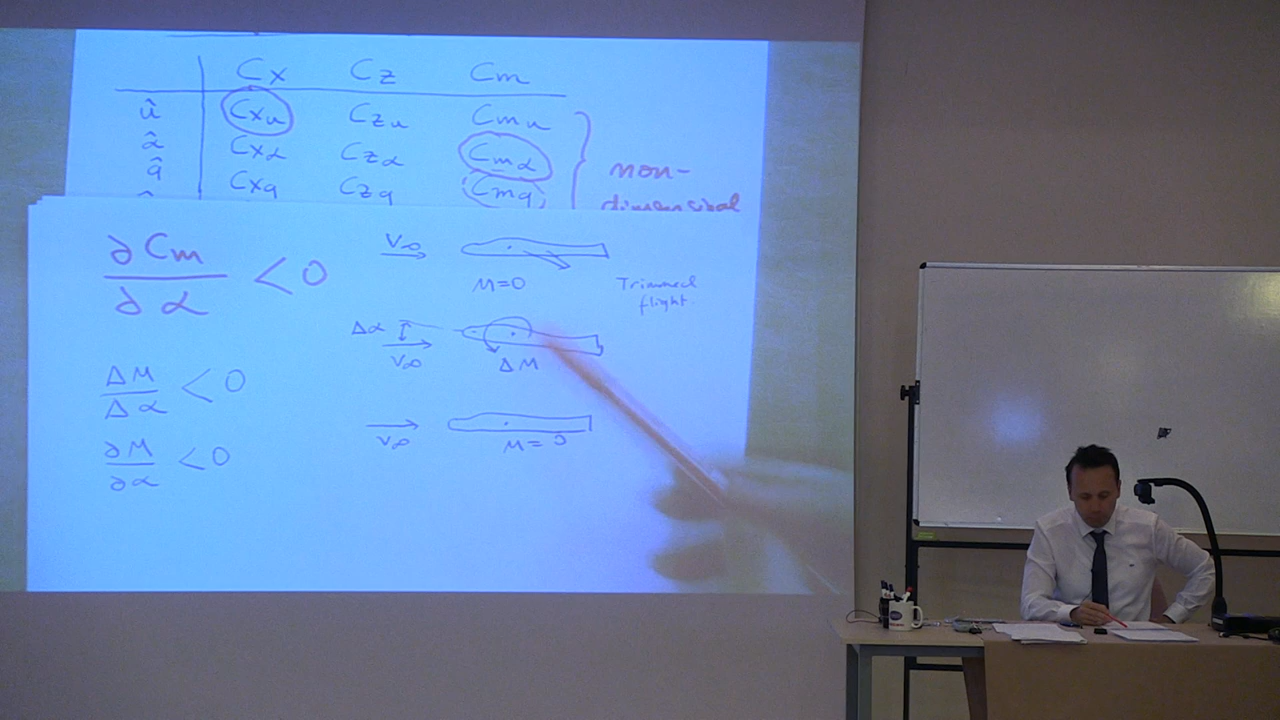 Cx Cz Cm
û Cxu Czu Cmu
α̂ Cxα Czα Cmα
q̂ Cxq Czq Cmq
non-
dimensional
∂Cm/∂α < 0
ΔM/Δα < 0
∂M/∂α < 0
V∞
M=0
Trimmed
flight.
Δα
V∞
ΔM
V∞
M=0